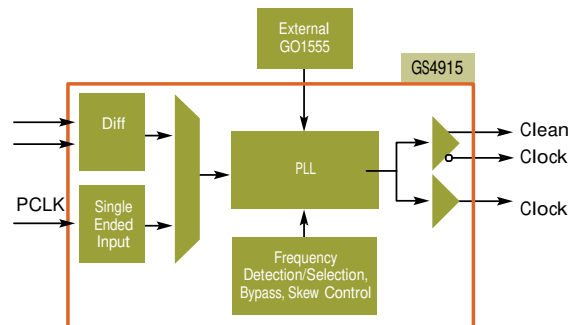 External
GO1555
GS4915
Diff
Clean
Clock
PLL
PCLK
Single
Ended
Input
Clock
Frequency
Detection/Selection,
Bypass, Skew Control